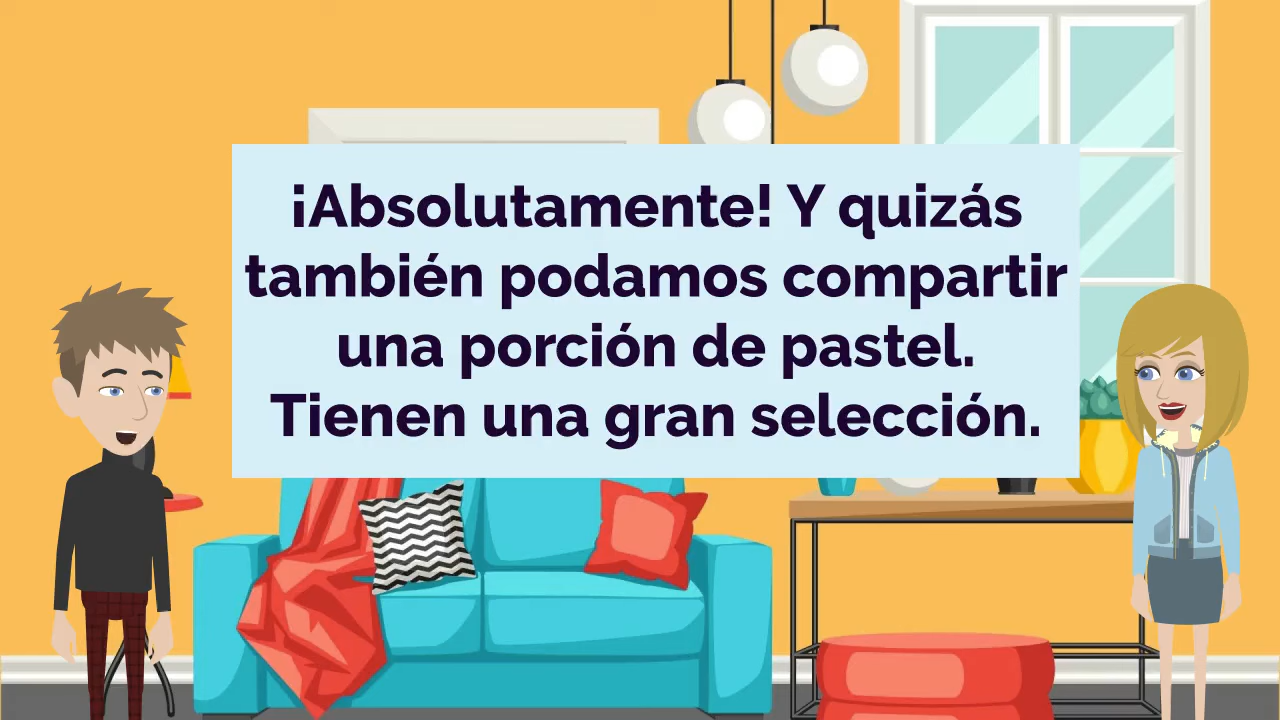 ¡Absolutamente! Y quizás
también podamos compartir
una porción de pastel.
Tienen una gran selección.